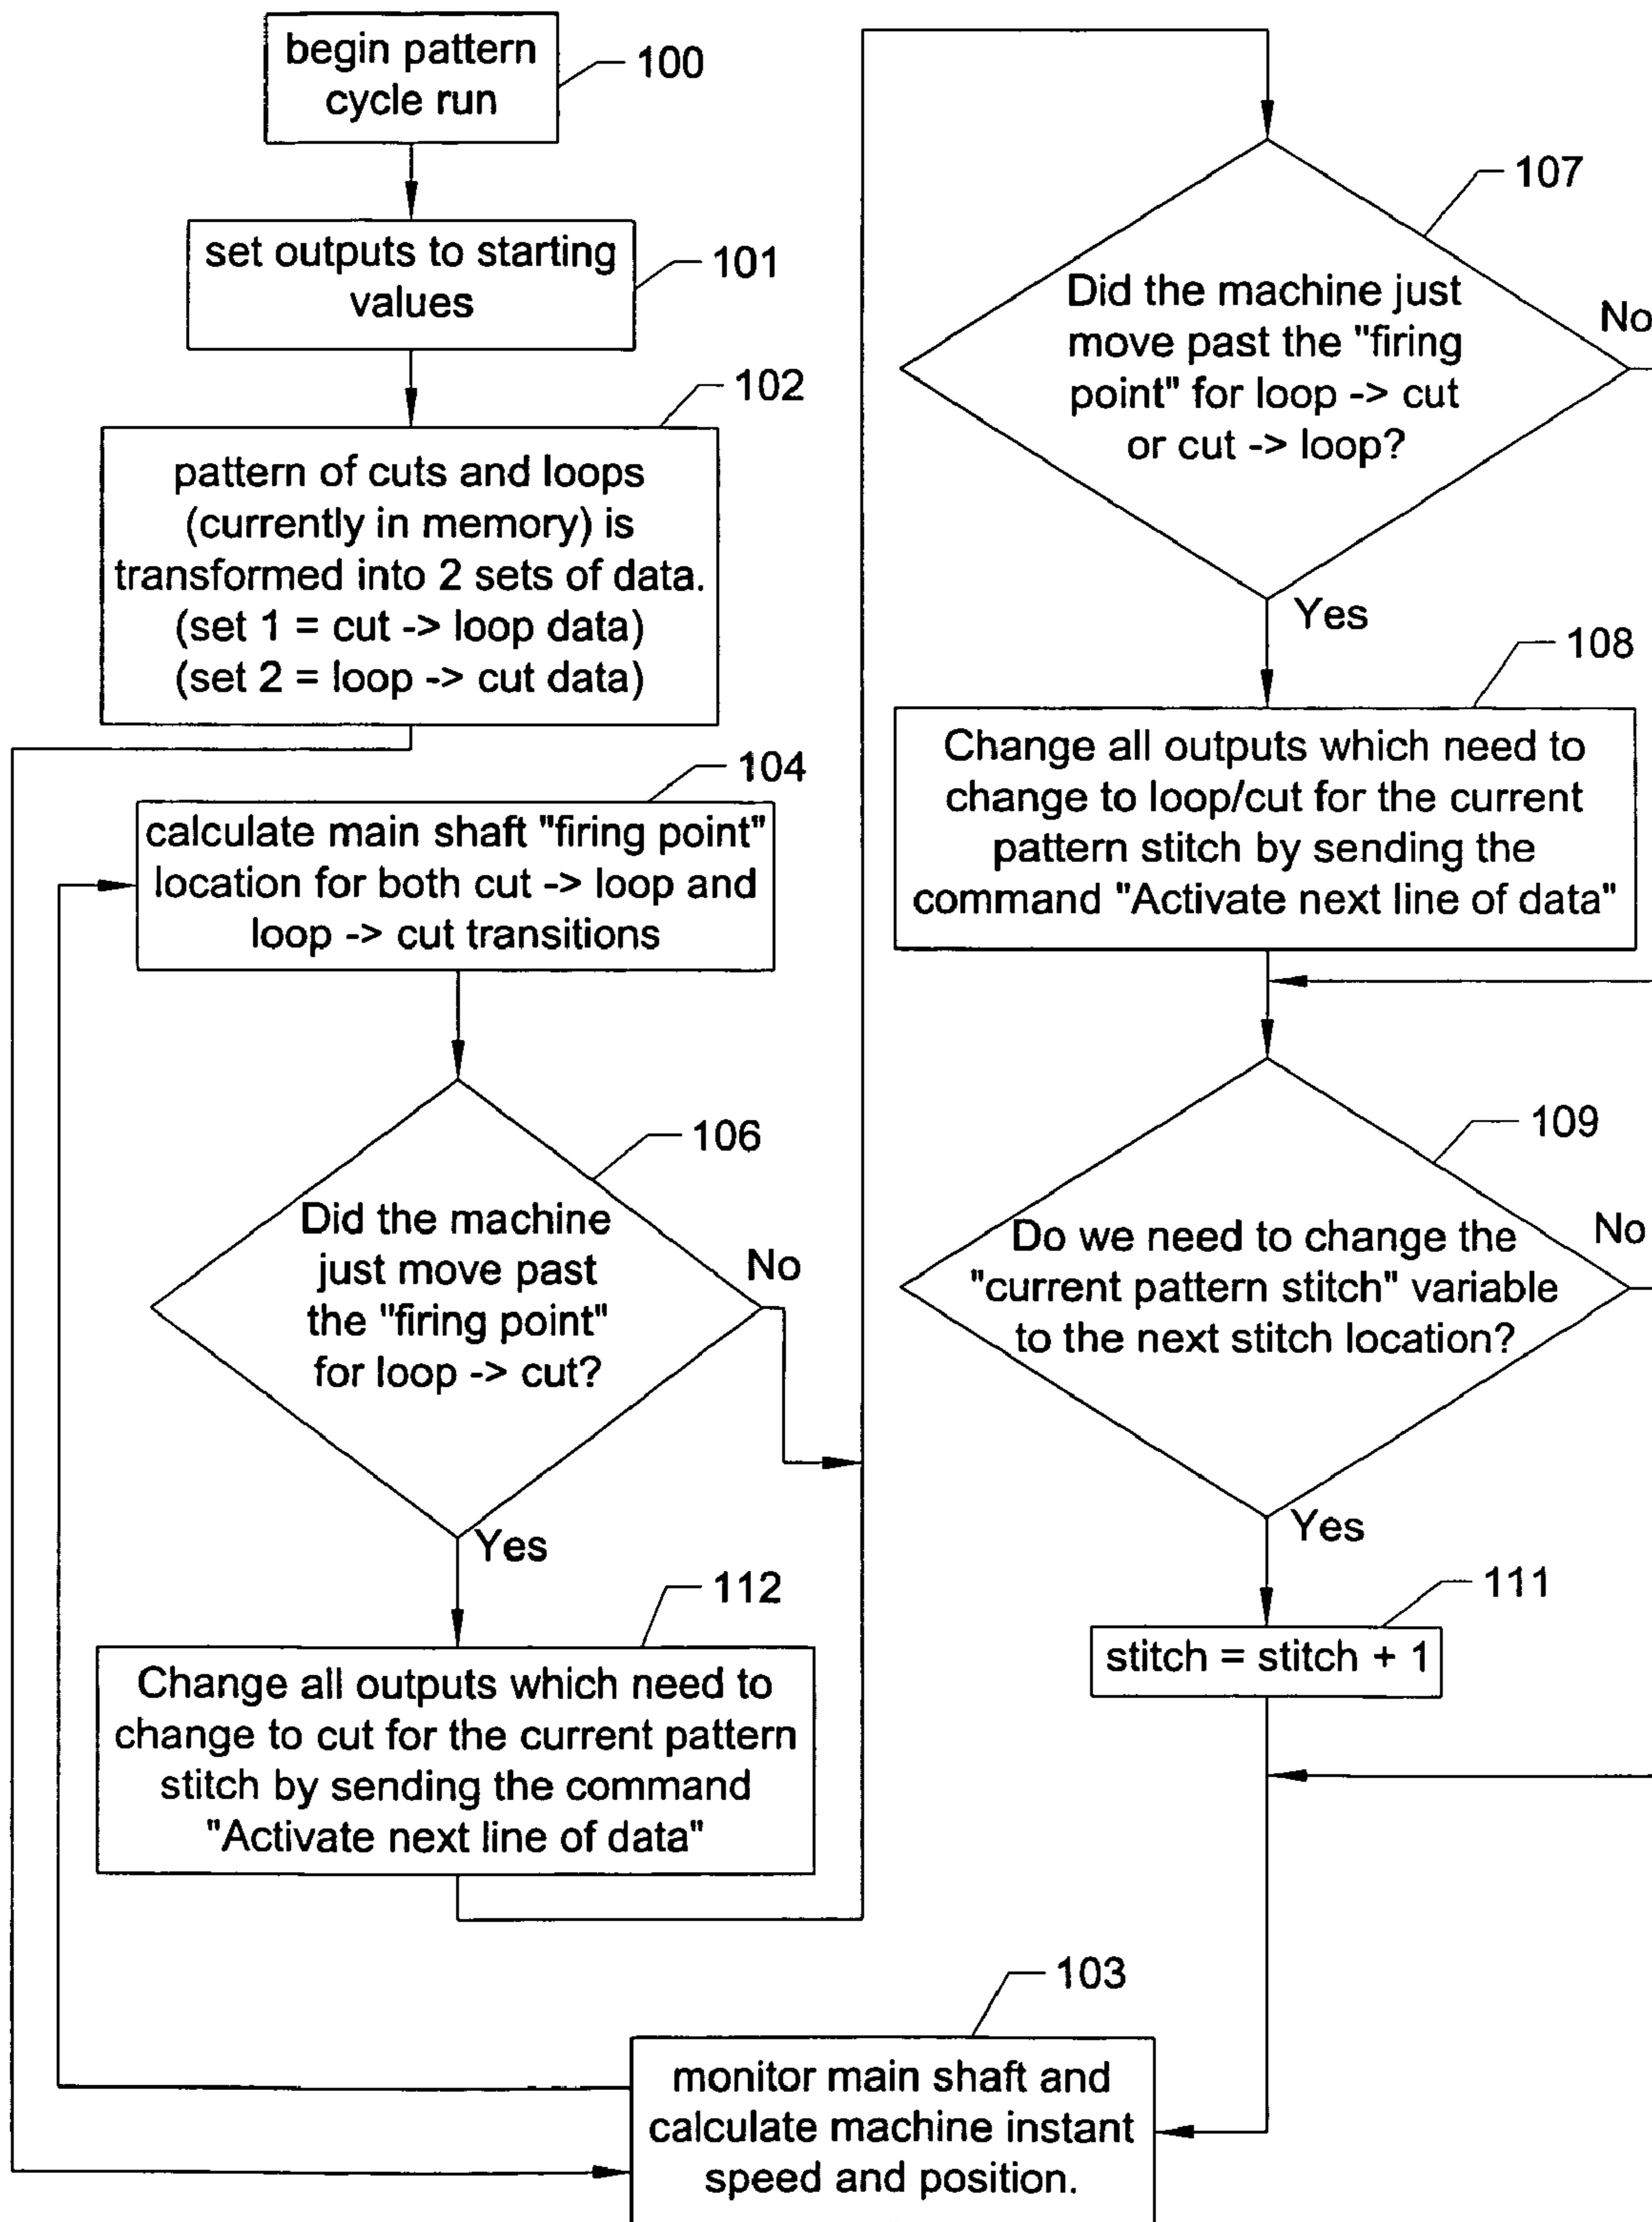 begin pattern
cycle run
100
set outputs to starting
values
101
102
pattern of cuts and loops
(currently in memory) is
transformed into 2 sets of data.
(set 1 = cut -> loop data)
(set 2 = loop -> cut data)
104
calculate main shaft "firing point"
location for both cut -> loop and
loop -> cut transitions
106
Did the machine
just move past
the "firing point"
for loop -> cut?
No
Yes
112
Change all outputs which need to
change to cut for the current pattern
stitch by sending the command
"Activate next line of data"
107
Did the machine just
move past the "firing
point" for loop -> cut
or cut -> loop?
No
Yes
108
Change all outputs which need to
change to loop/cut for the current
pattern stitch by sending the
command "Activate next line of data"
109
Do we need to change the
"current pattern stitch" variable
to the next stitch location?
No
Yes
111
stitch = stitch + 1
103
monitor main shaft and
calculate machine instant
speed and position.